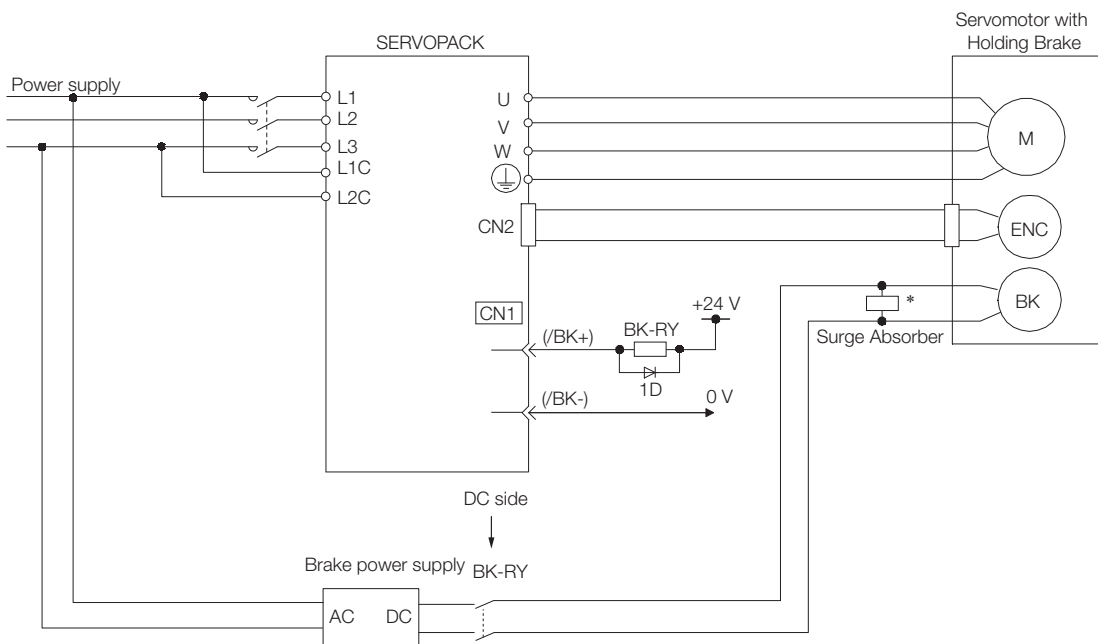 Servomotor with
Holding Brake
SERVOPACK
Power supply
L1
L2
L3
L1C
L2C
U
V
W
M
CN2
ENC
CN1
+24 V
BK-RY
(/BK+)
1D
(/BK-)
0 V
*
Surge Absorber
BK
DC side
Brake power supply
BK-RY
AC
DC